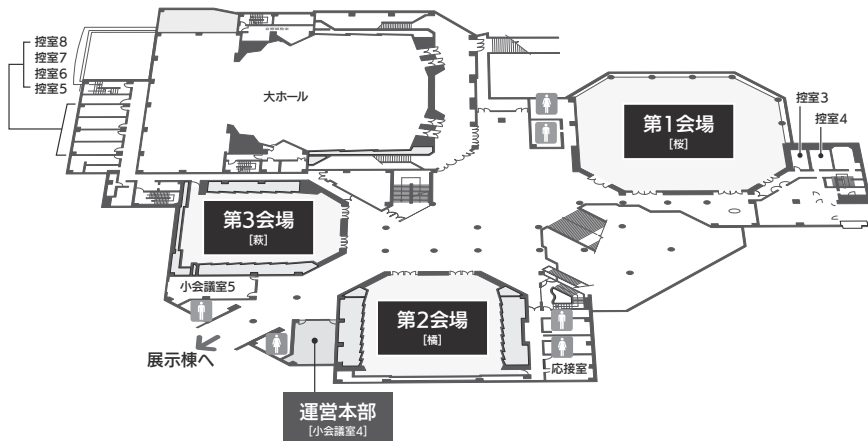 控室8
控室7
控室6
控室5
大ホール
控室3
控室4
第1会場
[桜]
第3会場
[萩]
小会議室5
第2会場
[橘]
展示棟へ
応接室
運営本部
[小会議室4]